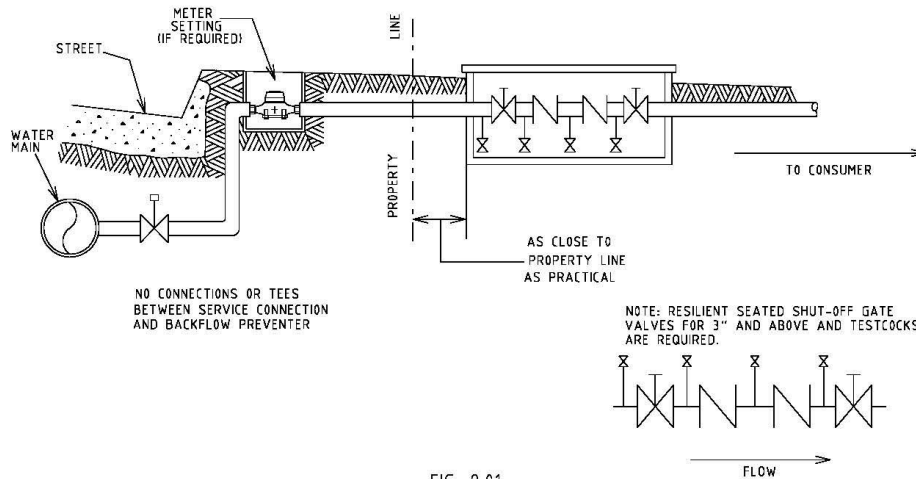 METER
SETTING
(IF REQUIRED)
LINE
STREET
WATER
MAIN
PROPERTY
TO CONSUMER
AS CLOSE TO
PROPERTY LINE
AS PRACTICAL
NO CONNECTIONS OR TEES
BETWEEN SERVICE CONNECTION
AND BACKFLOW PREVENTER
NOTE: RESILIENT SEATED SHUT-OFF GATE
VALVES FOR 3" AND ABOVE AND TESTCOCKS
ARE REQUIRED.
FLOW